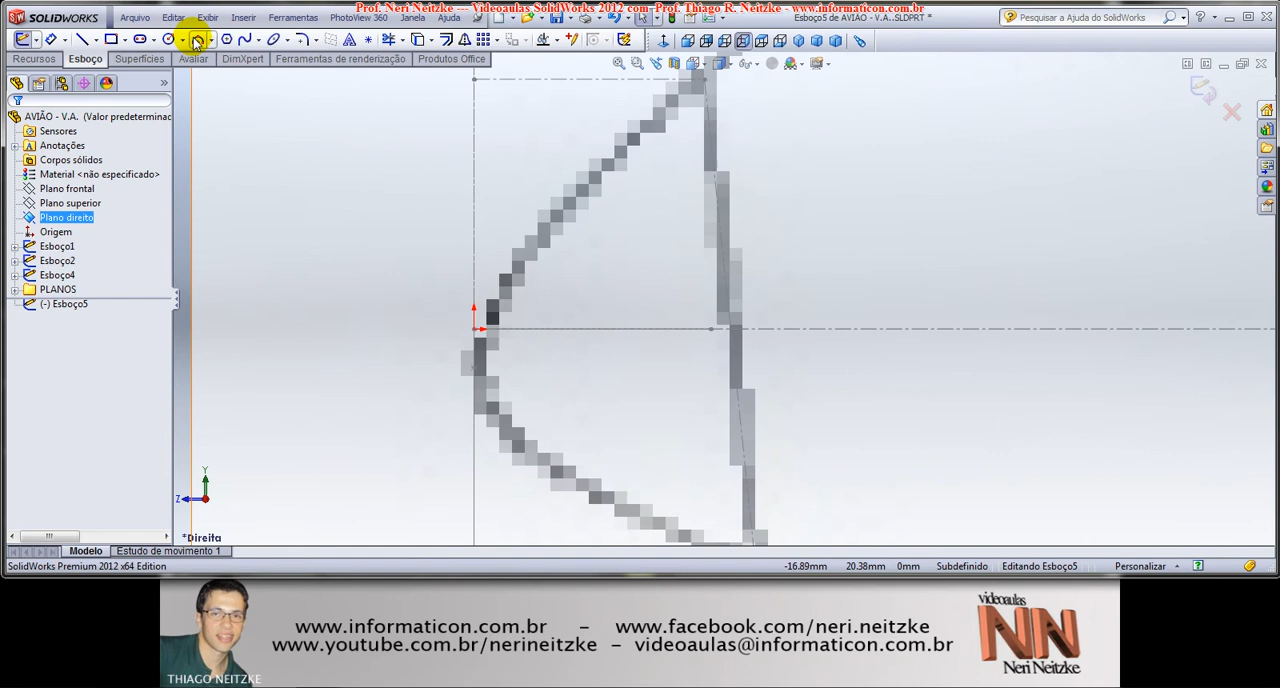 Prof. Neri Neitzke --- Videoaulas SolidWorks 2012 com Prof. Thiago R. Neitzke - www.informaticon.com.br
SOLIDWORKS
Arquivo Editar Exibir Inserir Ferramentas PhotoView 360 Janela Ajuda
Esboço5 de AVIÃO - V.A..SLDPRT *
Pesquisar a Ajuda do SolidWorks
Recursos Esboço Superfícies Avaliar DimXpert Ferramentas de renderização Produtos Office
AVIÃO - V.A. (Valor predeterminac
Sensores
Anotações
Corpos sólidos
Material <não especificado>
Plano frontal
Plano superior
Plano direito
Origem
Esboço1
Esboço2
Esboço4
PLANOS
(-) Esboço5
Y
Z
*Direita
Modelo Estudo de movimento 1
SolidWorks Premium 2012 x64 Edition
-16.89mm 20.38mm 0mm Subdefinido Editando Esboço5 Personalizar
www.informaticon.com.br - www.facebook.com/neri.neitzke
www.youtube.com.br/nerineitzke - videoaulas@informaticon.com.br
THIAGO NEITZKE
videoaulas
NN
Neri Neitzke